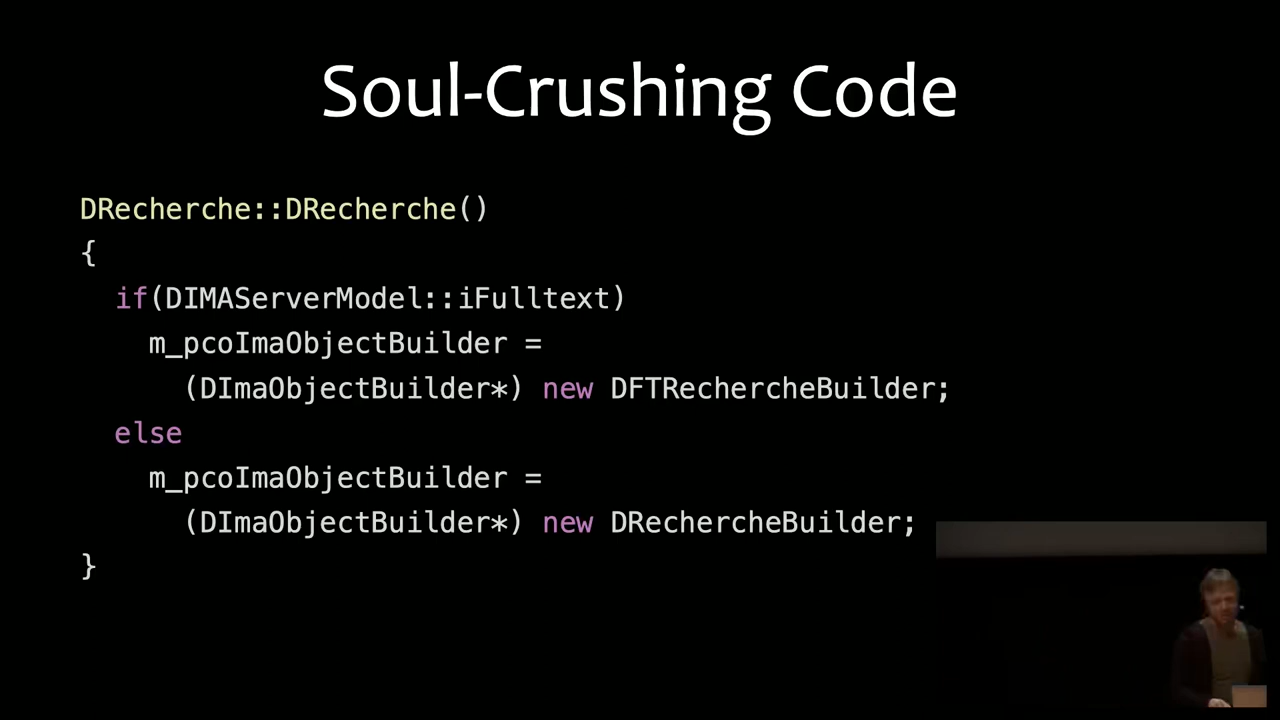 Soul-Crushing Code
DRecherche::DRecherche()
{
if(DIMAServerModel::iFulltext)
m_pcoImaObjectBuilder =
(DImaObjectBuilder*) new DFTRechercheBuilder;
else
m_pcoImaObjectBuilder =
(DImaObjectBuilder*) new DRechercheBuilder;
}